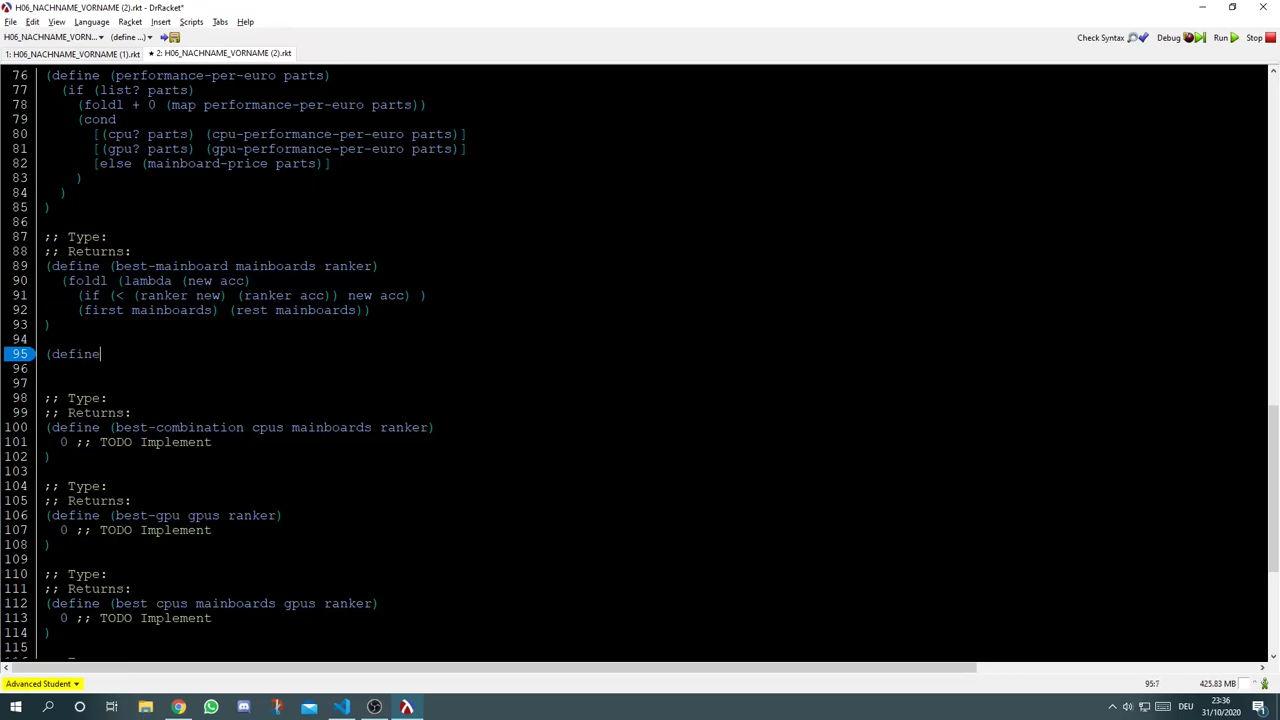 H06_NACHNAME_VORNAME (2).rkt - DrRacket*
File Edit View Language Racket Insert Scripts Tabs Help
H06_NACHNAME_VORN... (define ...) Check Syntax Debug Run Stop
1: H06_NACHNAME_VORNAME (1).rkt ★ 2: H06_NACHNAME_VORNAME (2).rkt
76 (define (performance-per-euro parts)
77 (if (list? parts)
78 (foldl + 0 (map performance-per-euro parts))
79 (cond
80 [(cpu? parts) (cpu-performance-per-euro parts)]
81 [(gpu? parts) (gpu-performance-per-euro parts)]
82 [else (mainboard-price parts)]
83 )
84 )
85 )
86
87 ;; Type:
88 ;; Returns:
89 (define (best-mainboard mainboards ranker)
90 (foldl (lambda (new acc)
91 (if (< (ranker new) (ranker acc)) new acc) )
92 (first mainboards) (rest mainboards))
93 )
94
95 (define
96
97
98 ;; Type:
99 ;; Returns:
100 (define (best-combination cpus mainboards ranker)
101 0 ;; TODO Implement
102 )
103
104 ;; Type:
105 ;; Returns:
106 (define (best-gpu gpus ranker)
107 0 ;; TODO Implement
108 )
109
110 ;; Type:
111 ;; Returns:
112 (define (best cpus mainboards gpus ranker)
113 0 ;; TODO Implement
114 )
115
Advanced Student 95:7 425.83 MB
DEU 23:36
31/10/2020